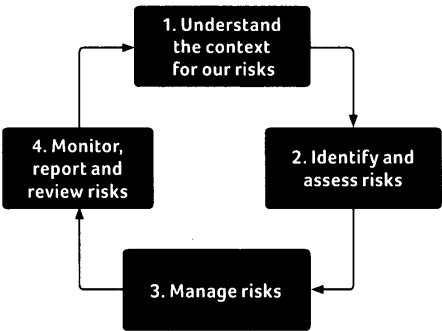 1. Understand
the context
for our risks
2. Identify and
assess risks
3. Manage risks
4. Monitor,
report and
review risks